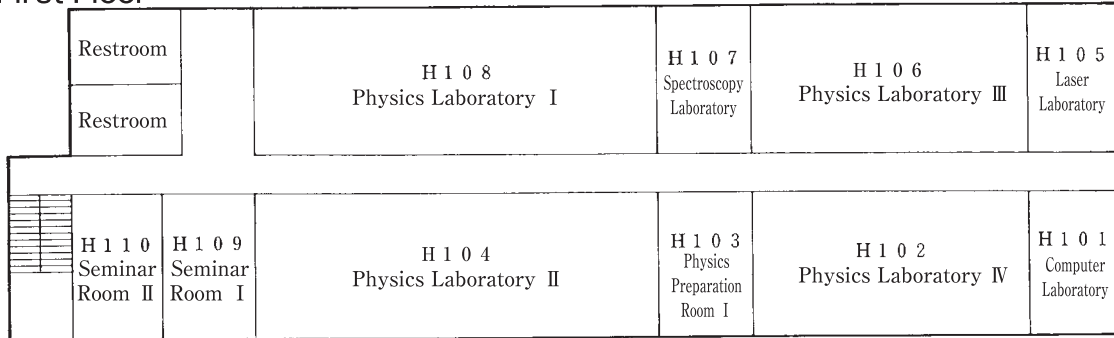 First Floor
Restroom
Restroom
H108
Physics Laboratory Ⅰ
H107
Spectroscopy
Laboratory
H106
Physics Laboratory Ⅲ
H105
Laser
Laboratory
H110
Seminar
Room Ⅱ
H109
Seminar
Room Ⅰ
H104
Physics Laboratory Ⅱ
H103
Physics
Preparation
Room Ⅰ
H102
Physics Laboratory Ⅳ
H101
Computer
Laboratory